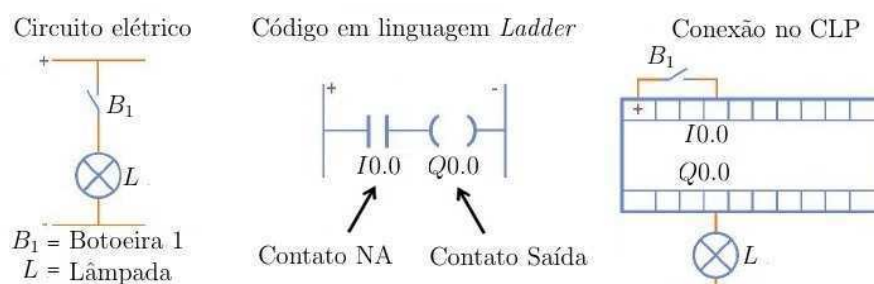 Circuito elétrico
+
B₁
L
-
B₁ = Botoeira 1
L = Lâmpada
Código em linguagem Ladder
+ -
I0.0 Q0.0
Contato NA Contato Saída
Conexão no CLP
B₁
+
I0.0
Q0.0
L